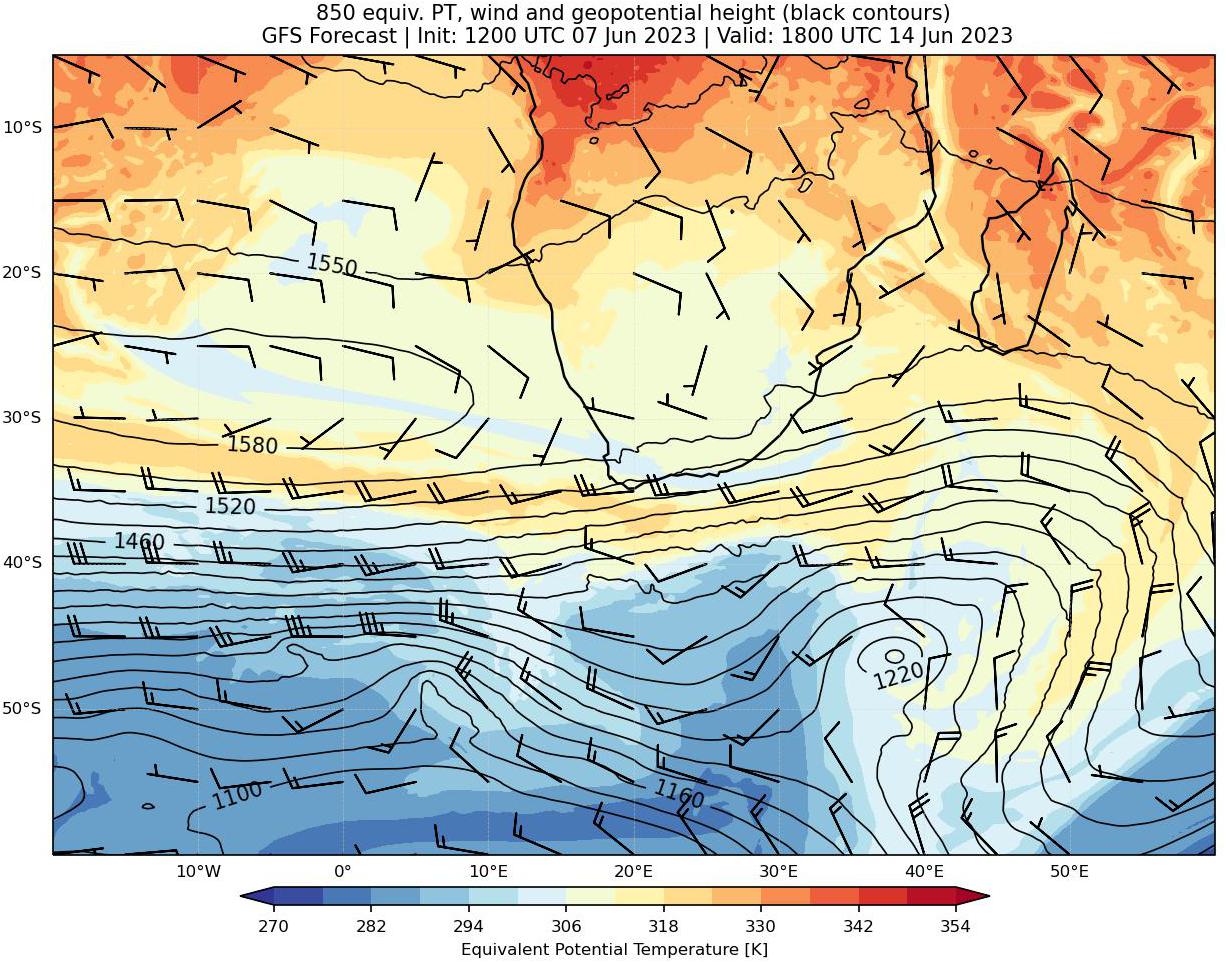 850 equiv. PT, wind and geopotential height (black contours)
GFS Forecast | Init: 1200 UTC 07 Jun 2023 | Valid: 1800 UTC 14 Jun 2023
10°S
20°S
30°S
40°S
50°S
1550
1580
1520
1460
1220
1100
1160
10°W 0° 10°E 20°E 30°E 40°E 50°E
270 282 294 306 318 330 342 354
Equivalent Potential Temperature [K]